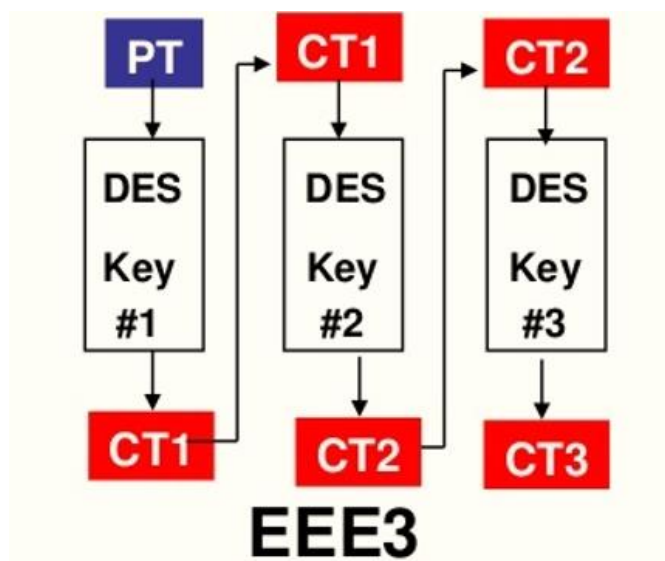 PT
DES
Key
#1
CT1
CT1
DES
Key
#2
CT2
CT2
DES
Key
#3
CT3
EEE3